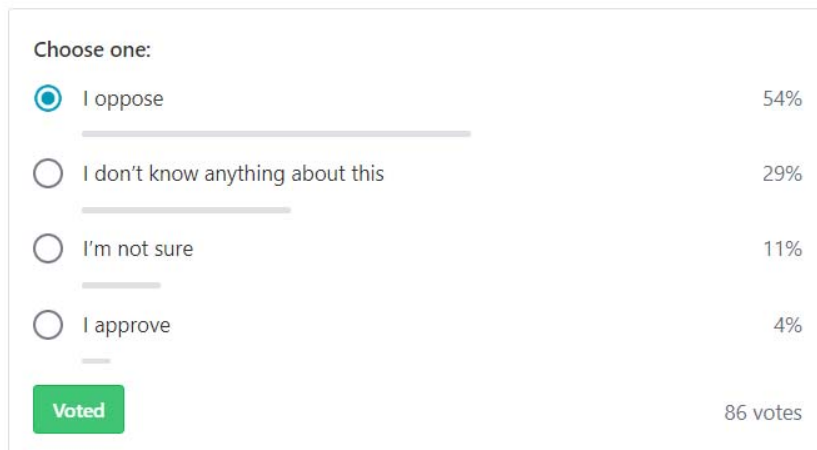 Choose one:
I oppose 54%
I don’t know anything about this 29%
I’m not sure 11%
I approve 4%
Voted 86 votes